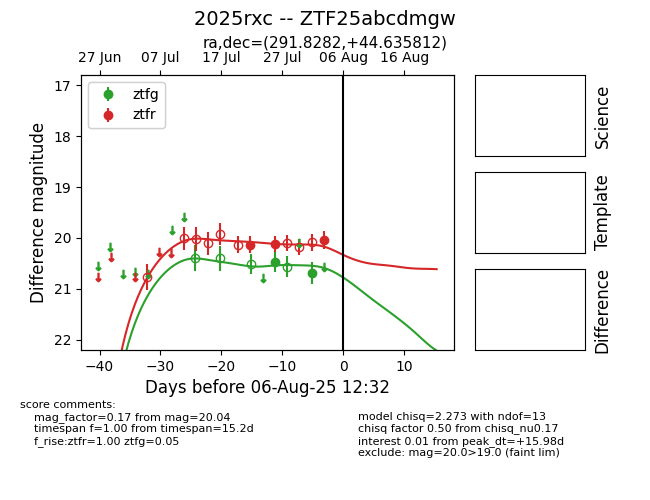 2025rxc -- ZTF25abcdmgw
ra,dec=(291.8282,+44.635812)
27 Jun 07 Jul 17 Jul 27 Jul 06 Aug 16 Aug
ztfg
ztfr
17
18
19
20
21
22
Difference magnitude
−40 −30 −20 −10 0 10
Days before 06-Aug-25 12:32
Science
Template
Difference
score comments:
mag_factor=0.17 from mag=20.04
timespan f=1.00 from timespan=15.2d
f_rise:ztfr=1.00 ztfg=0.05
model chisq=2.273 with ndof=13
chisq factor 0.50 from chisq_nu0.17
interest 0.01 from peak_dt=+15.98d
exclude: mag=20.0>19.0 (faint lim)